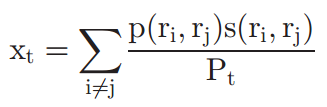 x_t = \sum_{i \neq j} \frac{p(r_i, r_j)s(r_i, r_j)}{P_t}